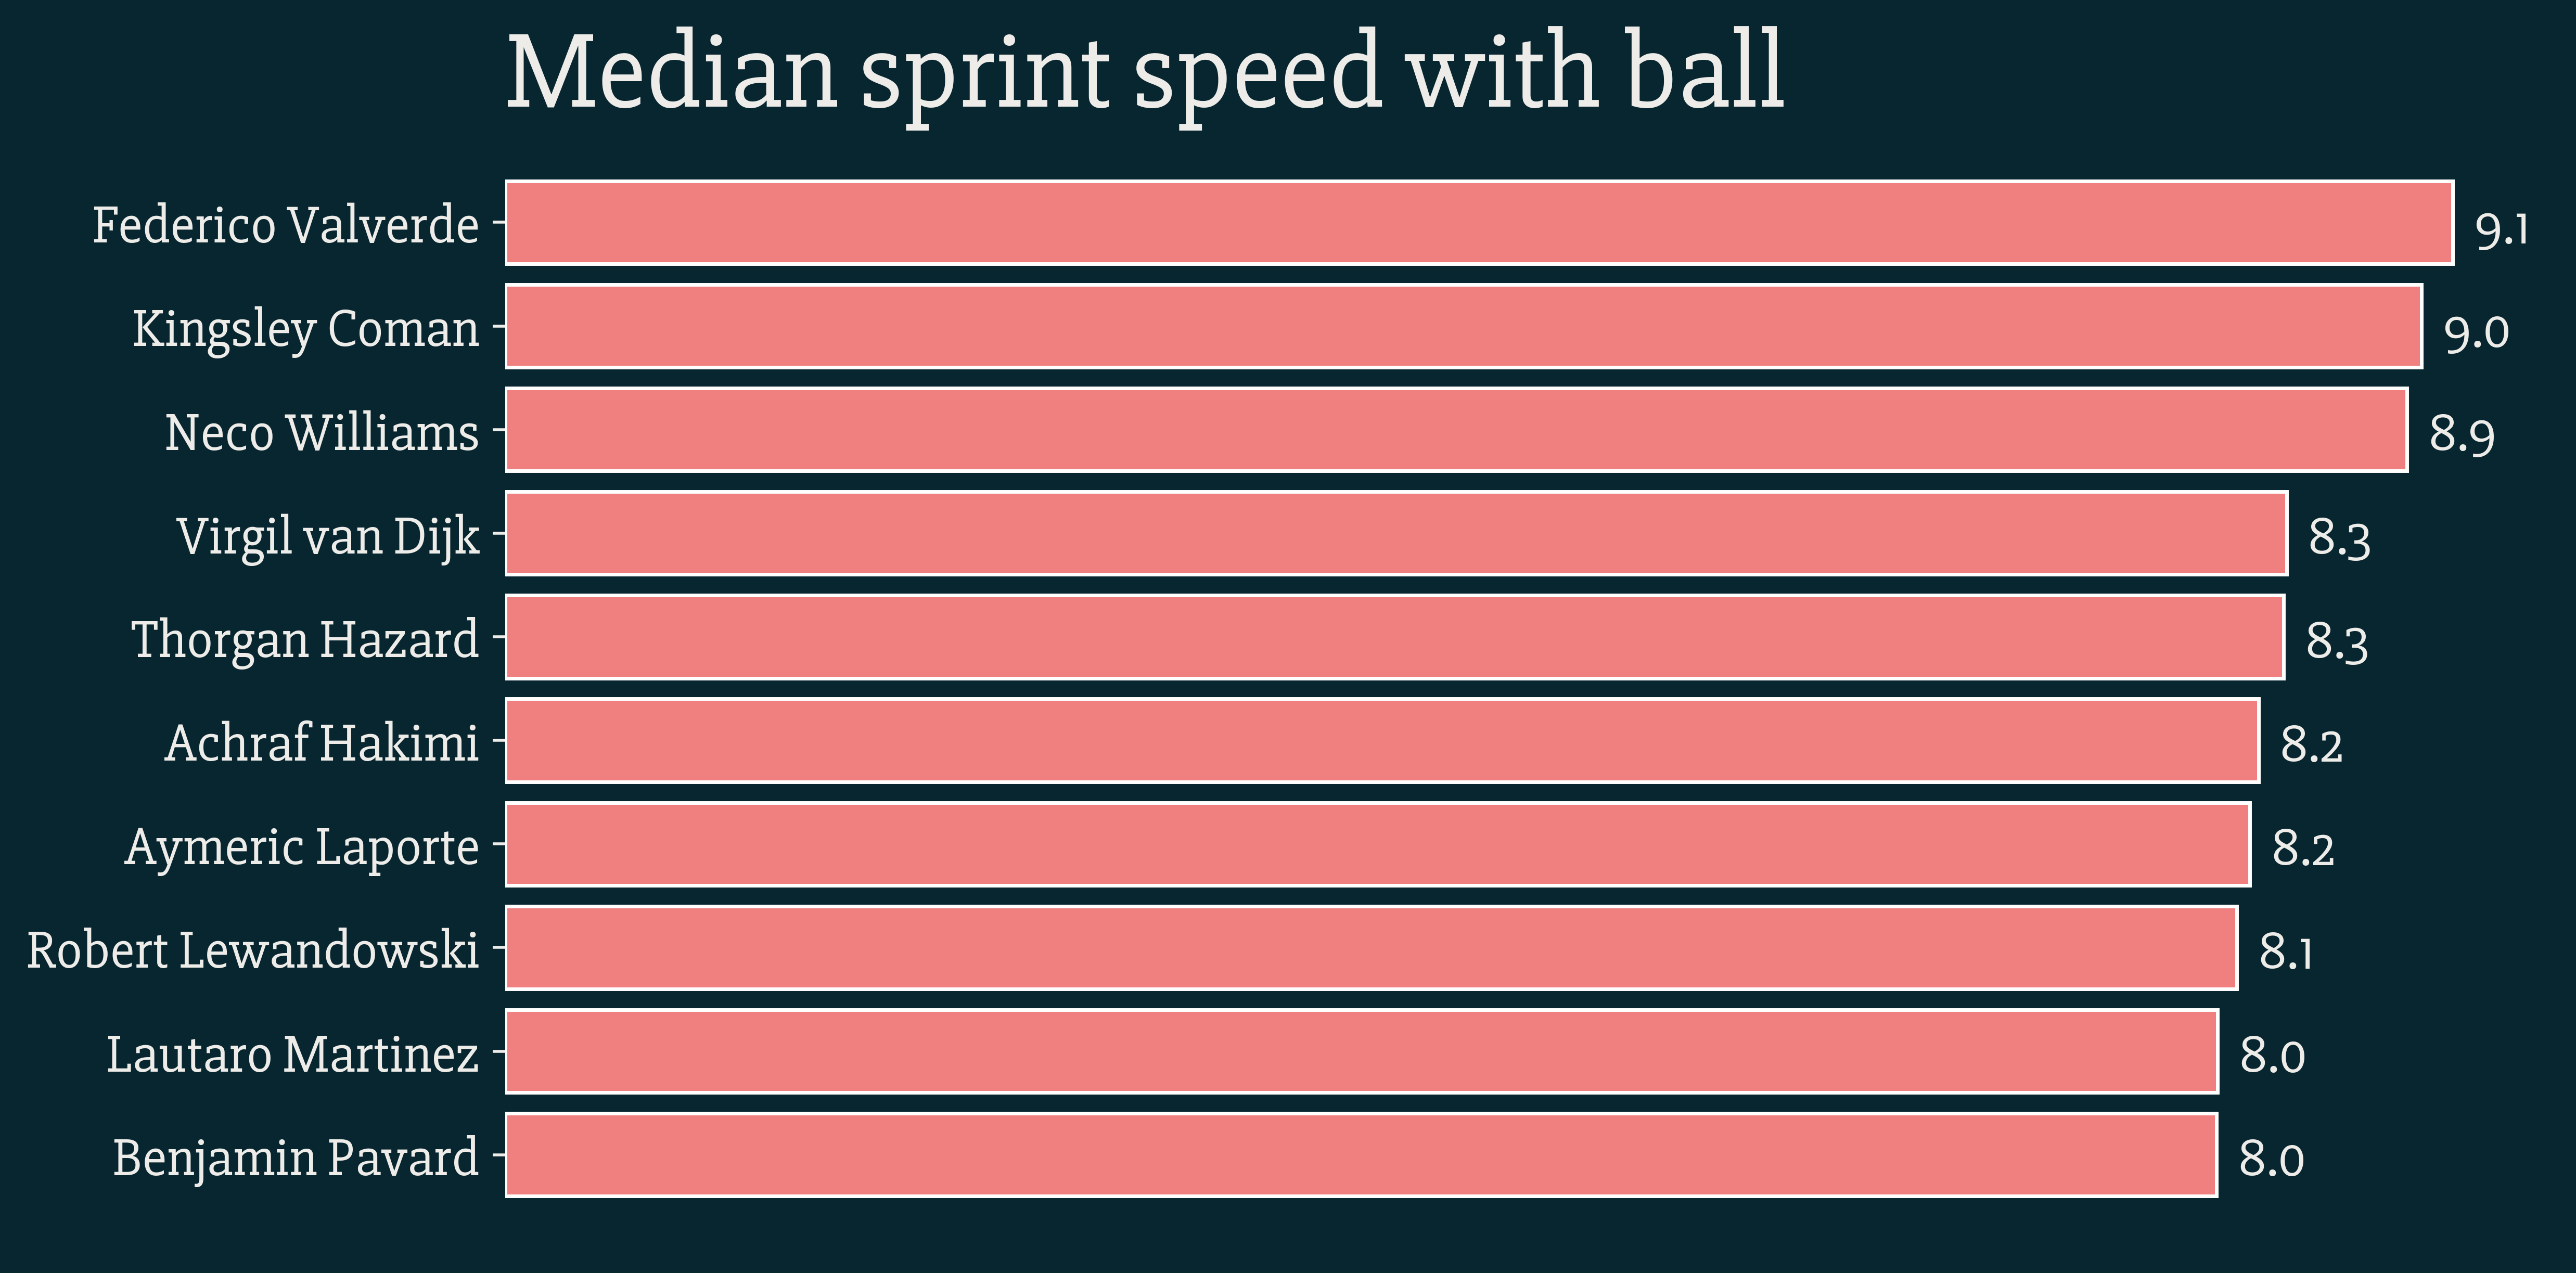 Median sprint speed with ball
Federico Valverde 9.1
Kingsley Coman 9.0
Neco Williams 8.9
Virgil van Dijk 8.3
Thorgan Hazard 8.3
Achraf Hakimi 8.2
Aymeric Laporte 8.2
Robert Lewandowski 8.1
Lautaro Martinez 8.0
Benjamin Pavard 8.0